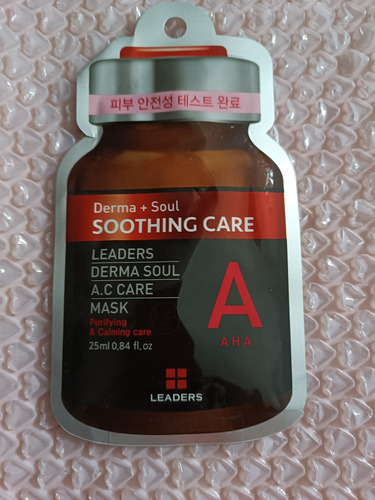 피부 안전성 테스트 완료
Derma + Soul
SOOTHING CARE
LEADERS
DERMA SOUL
A.C CARE
MASK
Purifying
& Calming care
25ml 0.84 fl.oz
A
AHA
LEADERS